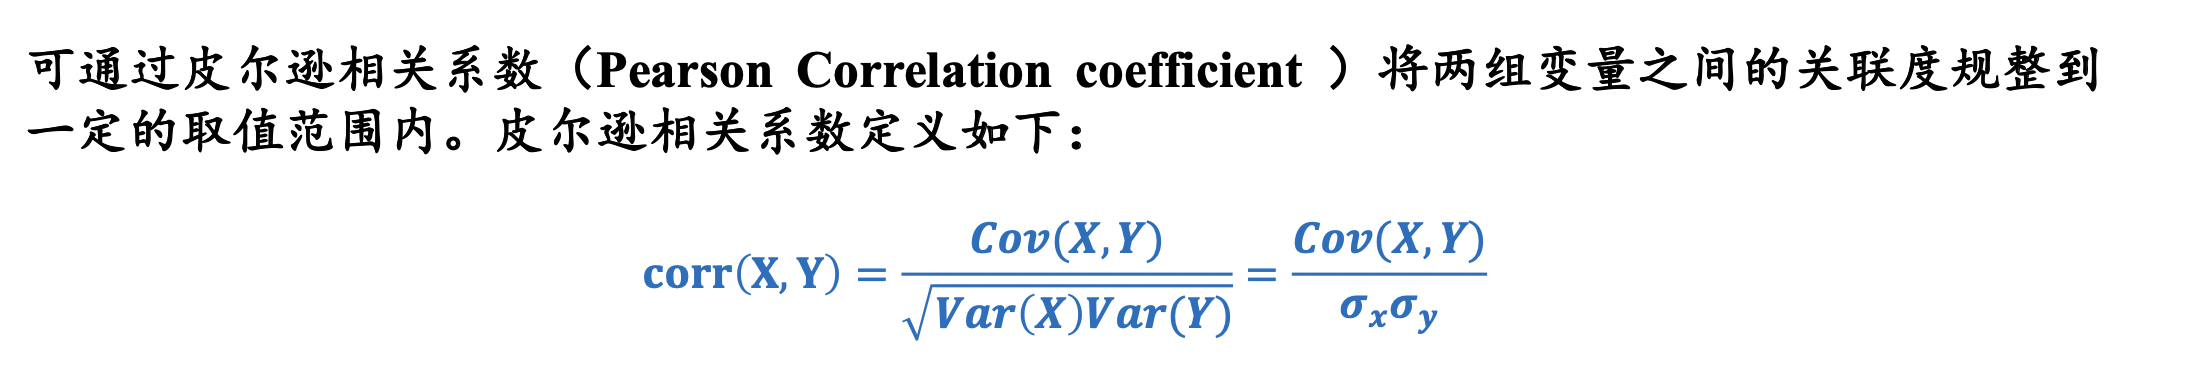 可通过皮尔逊相关系数（Pearson Correlation coefficient ）将两组变量之间的关联度规整到
一定的取值范围内。皮尔逊相关系数定义如下：
corr(X, Y) = Cov(X, Y) / √(Var(X)Var(Y)) = Cov(X, Y) / σxσy